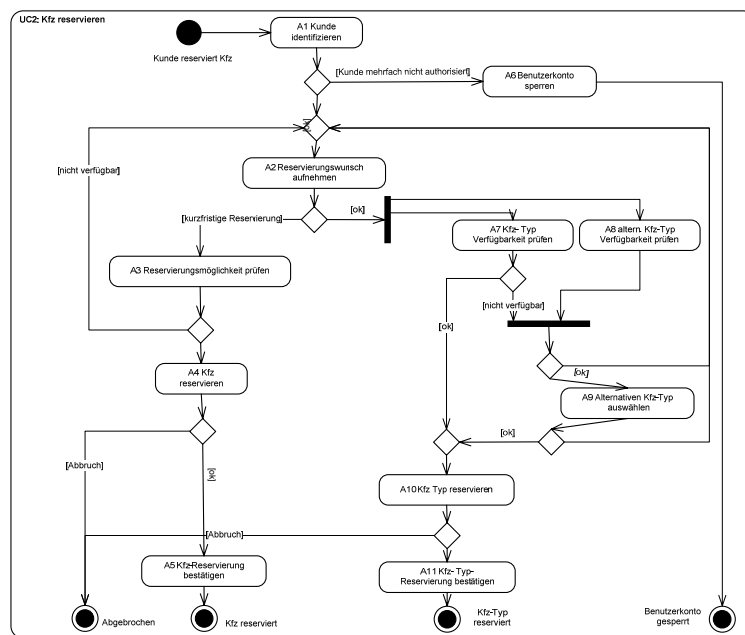 UC2; Kfz reservieren
A1 Kunde
identifizieren
Kunde reserviert Kfz
[Kunde mehrfach nicht authorisiert]
A6 Benutzerkonto
sperren
[ok]
[nicht verfügbar]
A2 Reservierungswunsch
aufnehmen
[kurzfristige Reservierung]
[ok]
A7 Kfz- Typ
Verfügbarkeit prüfen
A8 altern. Kfz-Typ
Verfügbarkeit prüfen
A3 Reservierungsmöglichkeit prüfen
[nicht verfügbar]
[ok]
A4 Kfz
reservieren
[ok]
A9 Alternativen Kfz-Typ
auswählen
[ok]
[Abbruch]
[ok]
A10 Kfz Typ reservieren
[Abbruch]
A5 Kfz-Reservierung
bestätigen
A11 Kfz- Typ-
Reservierung bestätigen
Abgebrochen
Kfz reserviert
Kfz-Typ
reserviert
Benutzerkonto
gesperrt